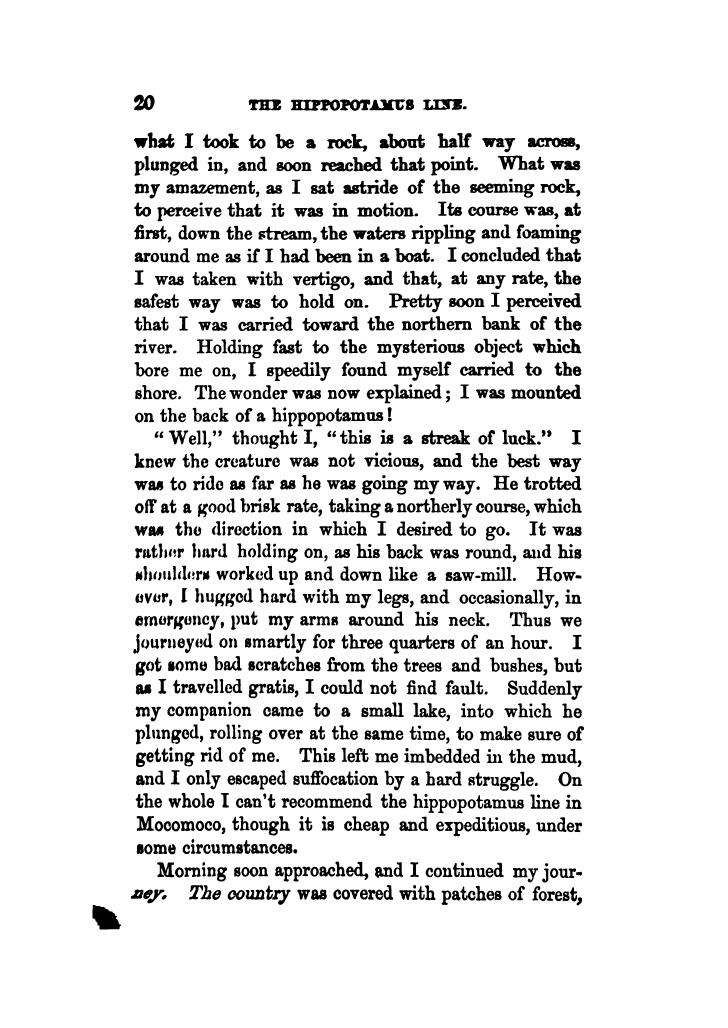 20 THE HIPPOPOTAMUS LINE.
what I took to be a rock, about half way across,
plunged in, and soon reached that point. What was
my amazement, as I sat astride of the seeming rock,
to perceive that it was in motion. Its course was, at
first, down the stream, the waters rippling and foaming
around me as if I had been in a boat. I concluded that
I was taken with vertigo, and that, at any rate, the
safest way was to hold on. Pretty soon I perceived
that I was carried toward the northern bank of the
river. Holding fast to the mysterious object which
bore me on, I speedily found myself carried to the
shore. The wonder was now explained; I was mounted
on the back of a hippopotamus!
"Well," thought I, "this is a streak of luck." I
knew the creature was not vicious, and the best way
was to ride as far as he was going my way. He trotted
off at a good brisk rate, taking a northerly course, which
was the direction in which I desired to go. It was
rather hard holding on, as his back was round, and his
shoulders worked up and down like a saw-mill. How-
ever, I hugged hard with my legs, and occasionally, in
emergency, put my arms around his neck. Thus we
journeyed on smartly for three quarters of an hour. I
got some bad scratches from the trees and bushes, but
as I travelled gratis, I could not find fault. Suddenly
my companion came to a small lake, into which he
plunged, rolling over at the same time, to make sure of
getting rid of me. This left me imbedded in the mud,
and I only escaped suffocation by a hard struggle. On
the whole I can't recommend the hippopotamus line in
Mocomoco, though it is cheap and expeditious, under
some circumstances.
Morning soon approached, and I continued my jour-
ney. The country was covered with patches of forest,